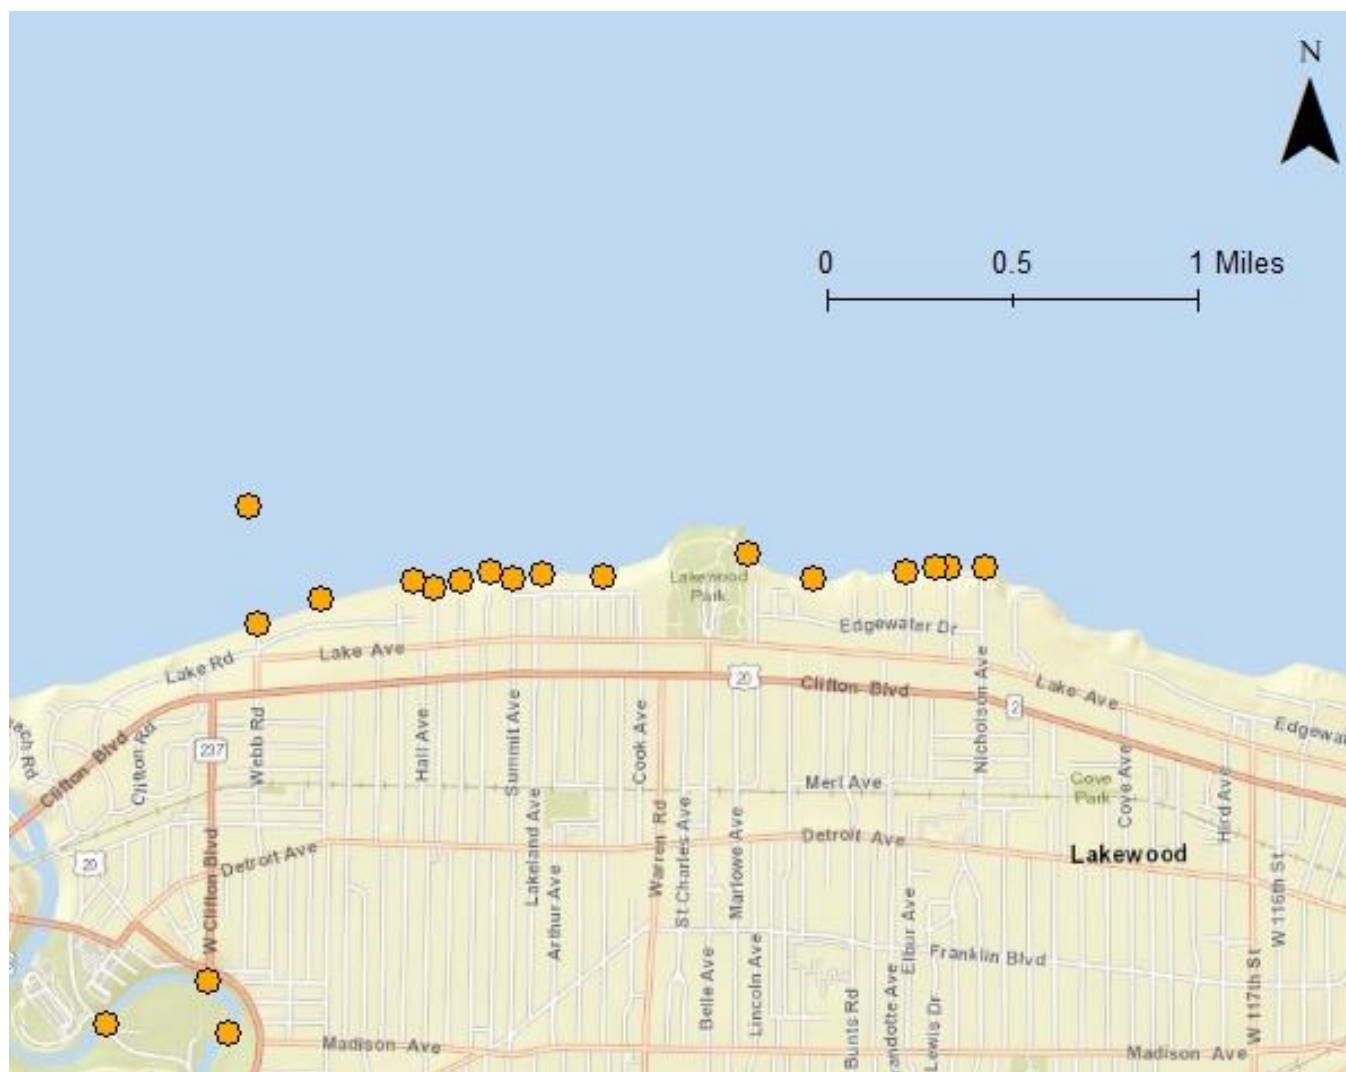 N
0 0.5 1 Miles
Lakewood
Park
Edgewater Dr
Lake Rd
Lake Ave
20
Clifton Blvd
Lake Ave
2
Edgewat
Clifton Blvd
Clifton Rd
237
Webb Rd
Hall Ave
Summit Ave
Cook Ave
Nicholson Ave
Merl Ave
Cove
Park
Cove Ave
Hird Ave
20
W Clifton Blvd
Detroit Ave
Lakeland Ave
Arthur Ave
Warren Rd
St Charles Ave
Marlowe Ave
Detroit Ave
Lakewood
W 116th St
Belle Ave
Lincoln Ave
Bunts Rd
andotte Ave
Elbur Ave
Lewis Dr
Franklin Blvd
W 117th St
Madison Ave
Madison Ave